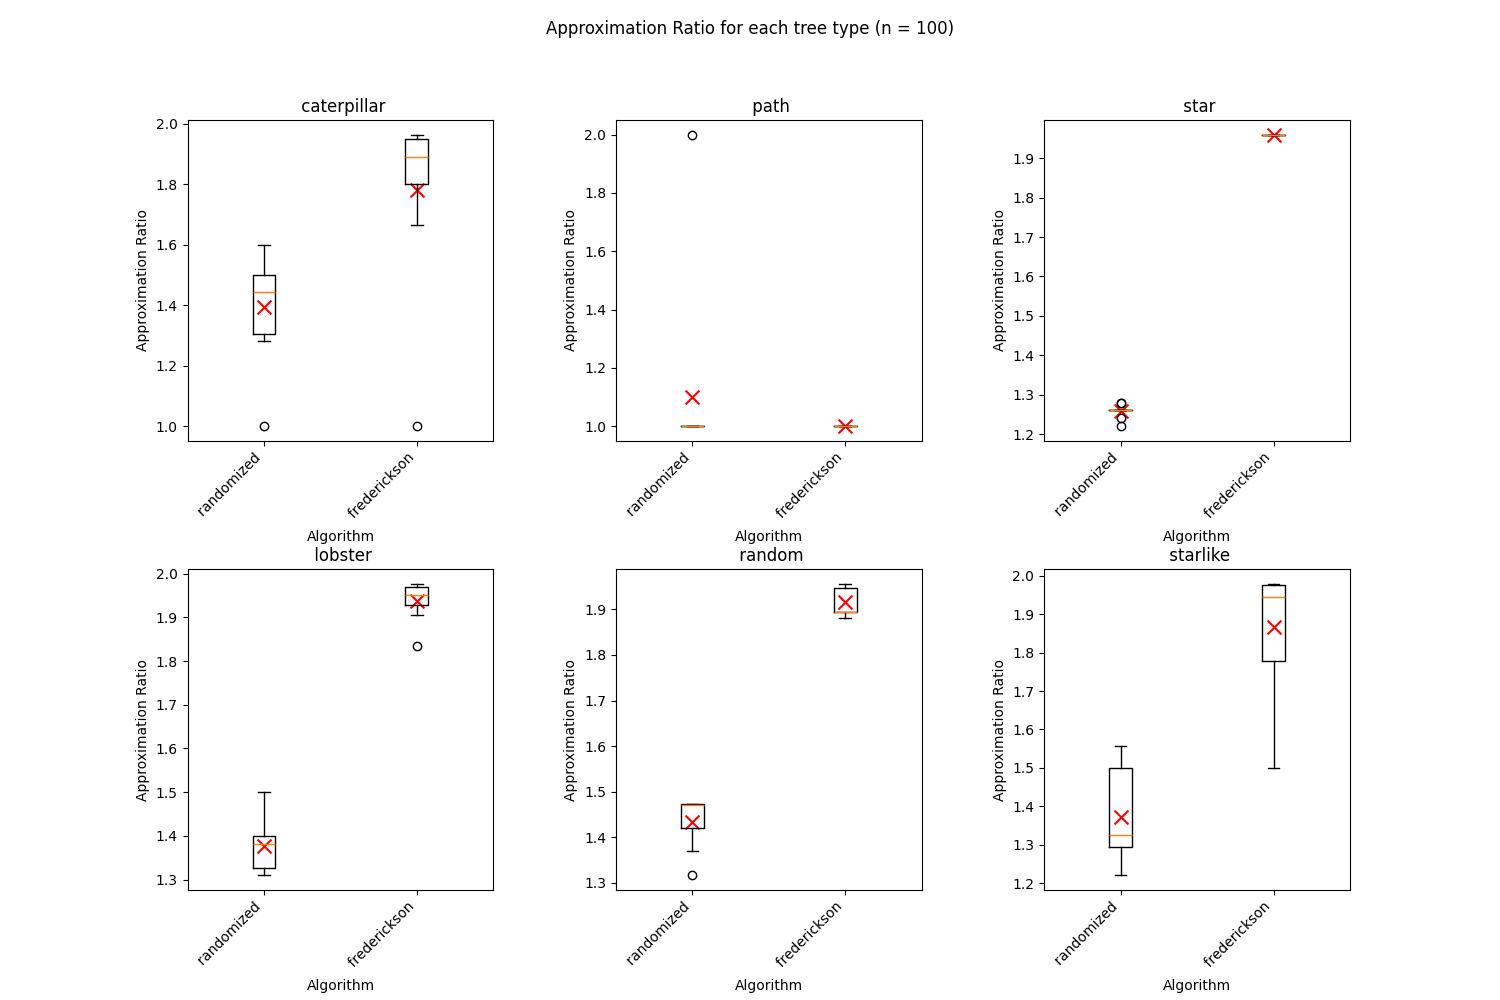 Approximation Ratio for each tree type (n = 100)
caterpillar
path
star
2.0
1.8
1.6
1.4
1.2
1.0
Approximation Ratio
randomized
frederickson
Algorithm
2.0
1.8
1.6
1.4
1.2
1.0
Approximation Ratio
randomized
frederickson
Algorithm
1.9
1.8
1.7
1.6
1.5
1.4
1.3
1.2
Approximation Ratio
randomized
frederickson
Algorithm
lobster
random
starlike
2.0
1.9
1.8
1.7
1.6
1.5
1.4
1.3
Approximation Ratio
randomized
frederickson
Algorithm
1.9
1.8
1.7
1.6
1.5
1.4
1.3
Approximation Ratio
randomized
frederickson
Algorithm
2.0
1.9
1.8
1.7
1.6
1.5
1.4
1.3
1.2
Approximation Ratio
randomized
frederickson
Algorithm